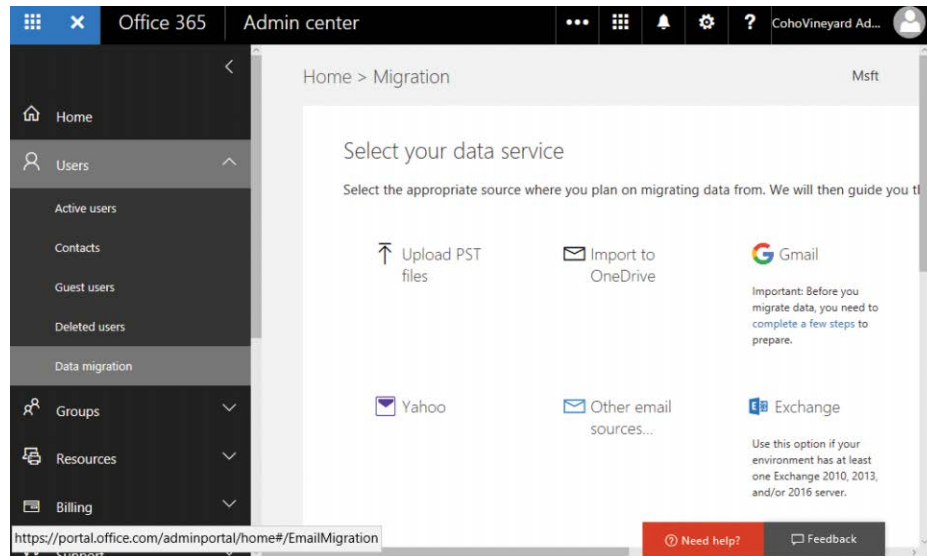 Office 365
Admin center
CohoVineyard Ad...
Home
Users
Active users
Contacts
Guest users
Deleted users
Data migration
Groups
Resources
Billing
Support
https://portal.office.com/adminportal/home#/EmailMigration
Home > Migration
Msft
Select your data service
Select the appropriate source where you plan on migrating data from. We will then guide you
Upload PST
files
Import to
OneDrive
Gmail
Important: Before you
migrate data, you need to
complete a few steps to
prepare.
Yahoo
Other email
sources...
Exchange
Use this option if your
environment has at least
one Exchange 2010, 2013,
and/or 2016 server.
Need help?
Feedback